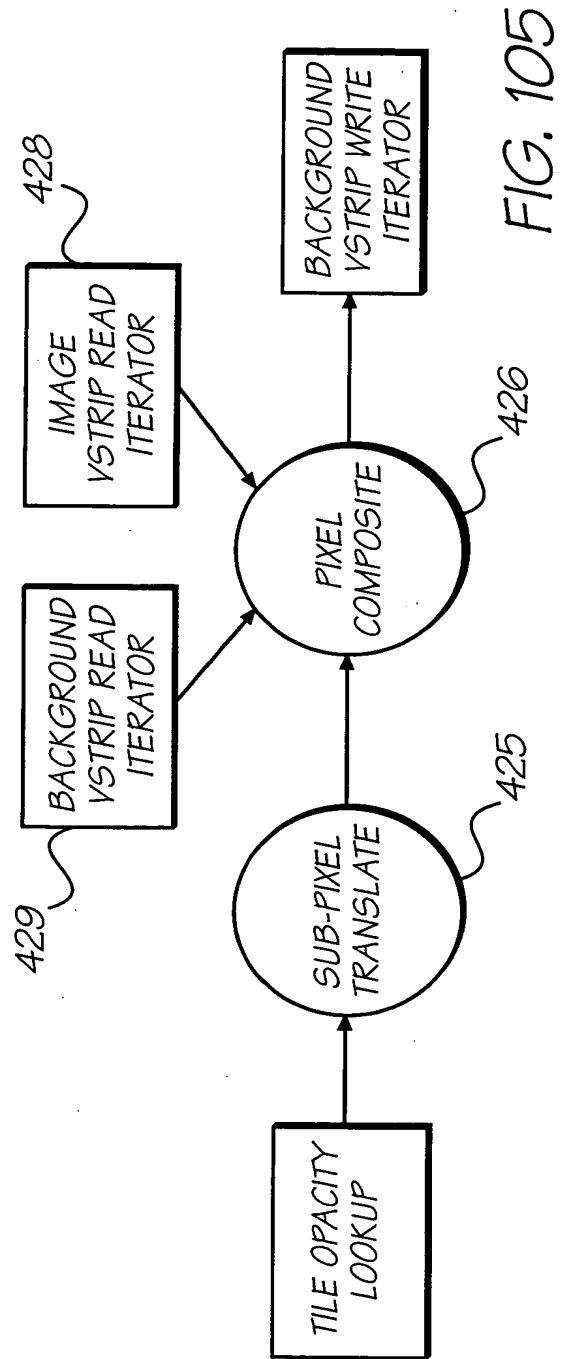 429
BACKGROUND
VSTRIP READ
ITERATOR
428
IMAGE
VSTRIP READ
ITERATOR
TILE OPACITY
LOOKUP
SUB-PIXEL
TRANSLATE
425
PIXEL
COMPOSITE
426
BACKGROUND
VSTRIP WRITE
ITERATOR
FIG. 105